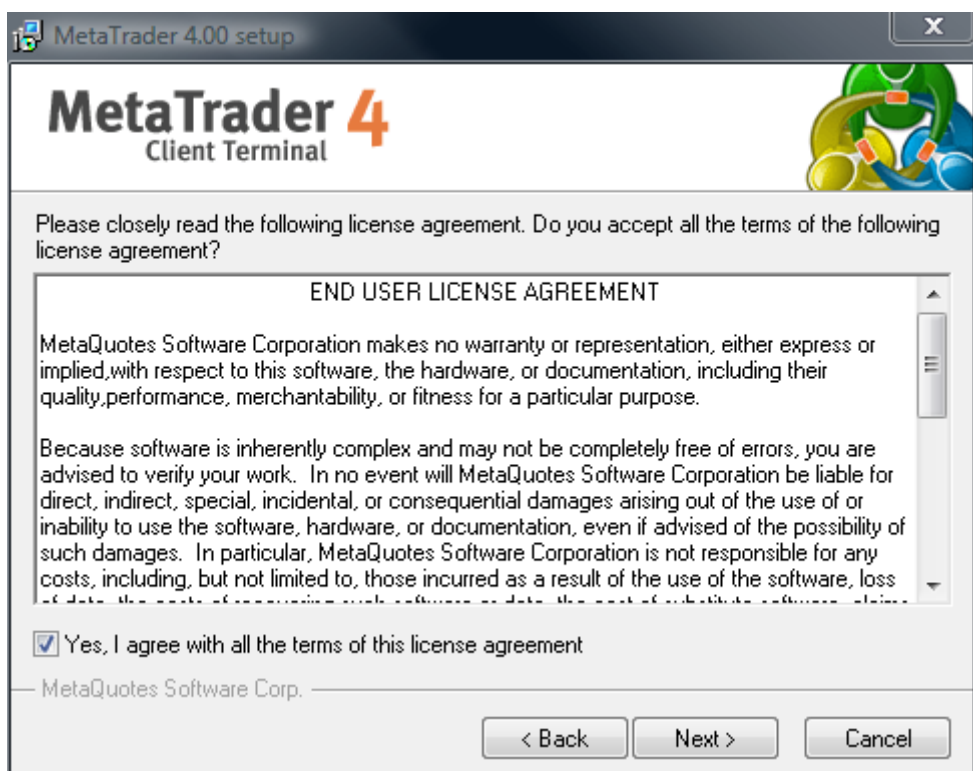 MetaTrader 4.00 setup
MetaTrader 4
Client Terminal
Please closely read the following license agreement. Do you accept all the terms of the following
license agreement?
END USER LICENSE AGREEMENT
MetaQuotes Software Corporation makes no warranty or representation, either express or
implied,with respect to this software, the hardware, or documentation, including their
quality,performance, merchantability, or fitness for a particular purpose.
Because software is inherently complex and may not be completely free of errors, you are
advised to verify your work.  In no event will MetaQuotes Software Corporation be liable for
direct, indirect, special, incidental, or consequential damages arising out of the use of or
inability to use the software, hardware, or documentation, even if advised of the possibility of
such damages.  In particular, MetaQuotes Software Corporation is not responsible for any
costs, including, but not limited to, those incurred as a result of the use of the software, loss
Yes, I agree with all the terms of this license agreement
MetaQuotes Software Corp.
< Back
Next >
Cancel